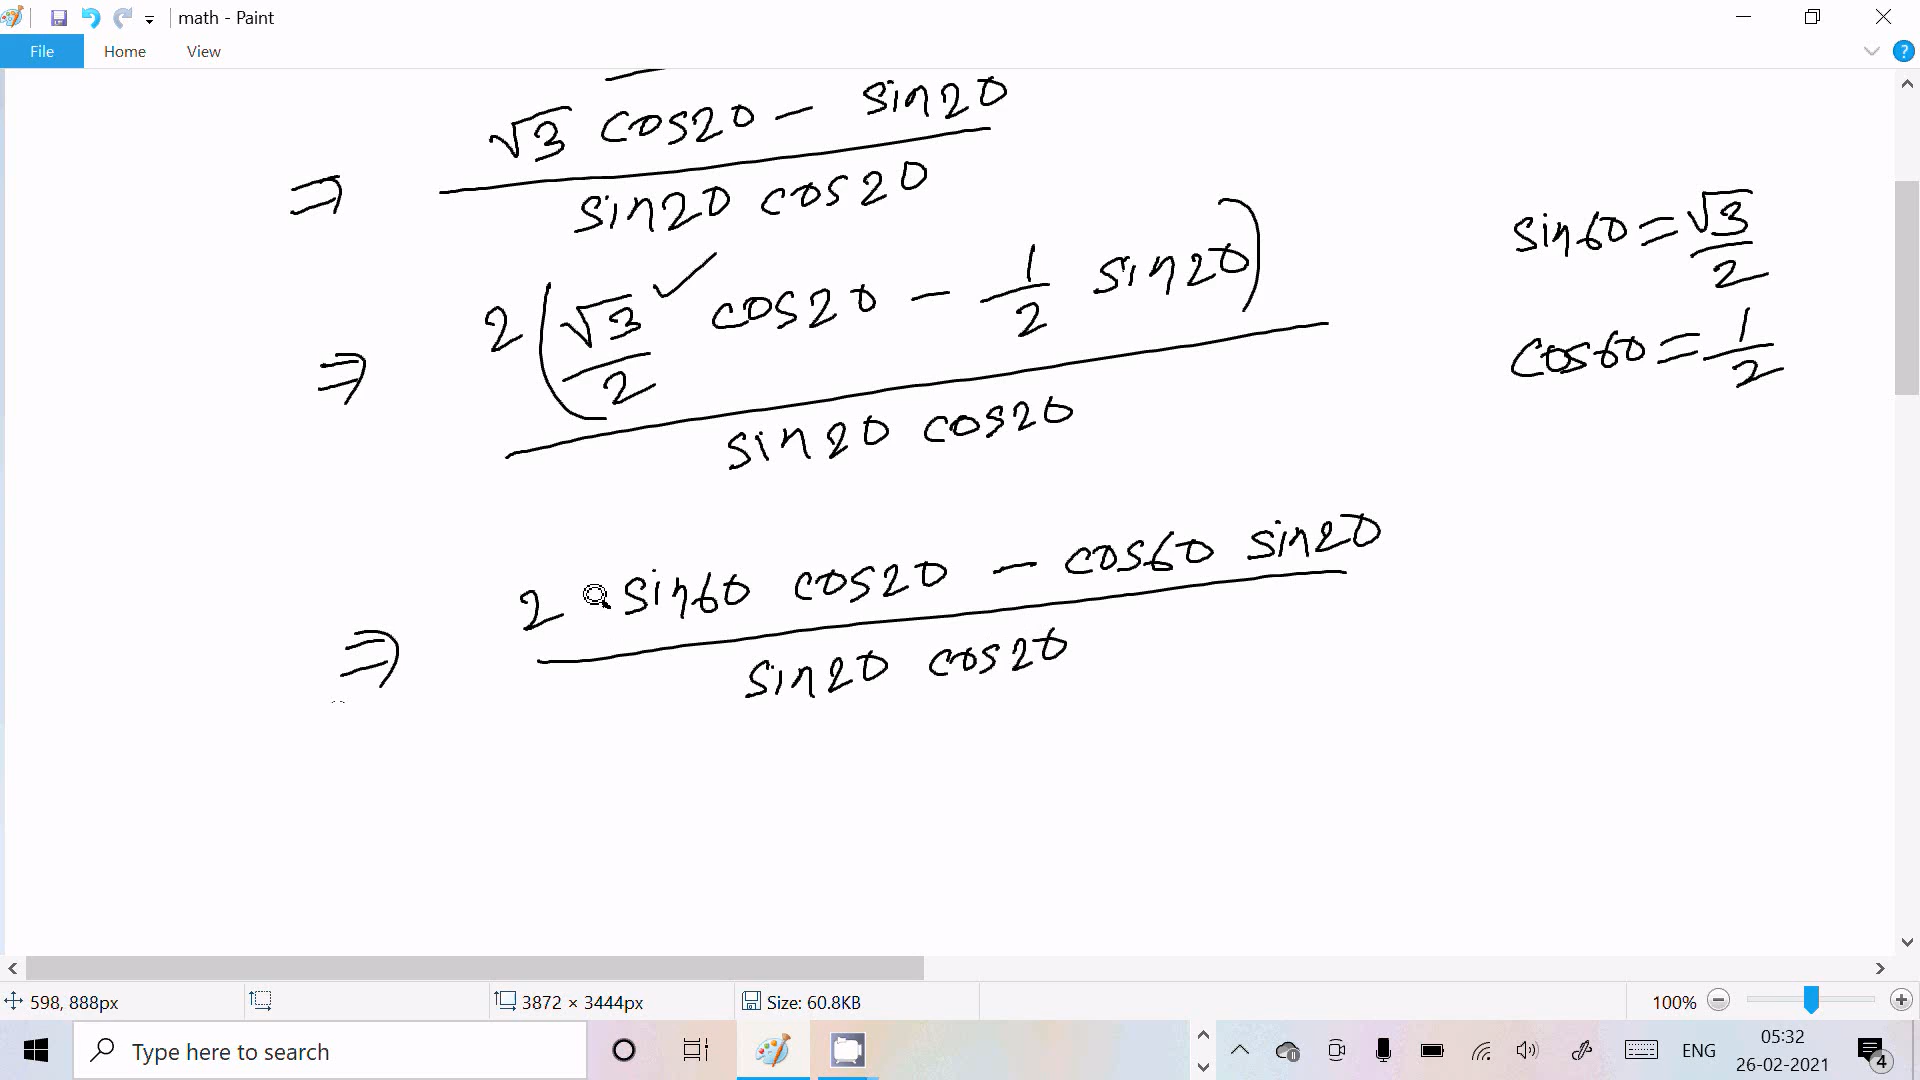 math - Paint
File Home View
√3 cos20 - sin20
⇒
sin20 cos20
sin60 = √3/2
2(√3/2 ✓ cos20 - 1/2 sin20)
⇒
sin20 cos20
cos60 = 1/2
2 sin60 cos20 - cos60 sin20
⇒
sin20 cos20
598, 888px 3872 × 3444px Size: 60.8KB 100%
Type here to search
ENG
05:32
26-02-2021
4